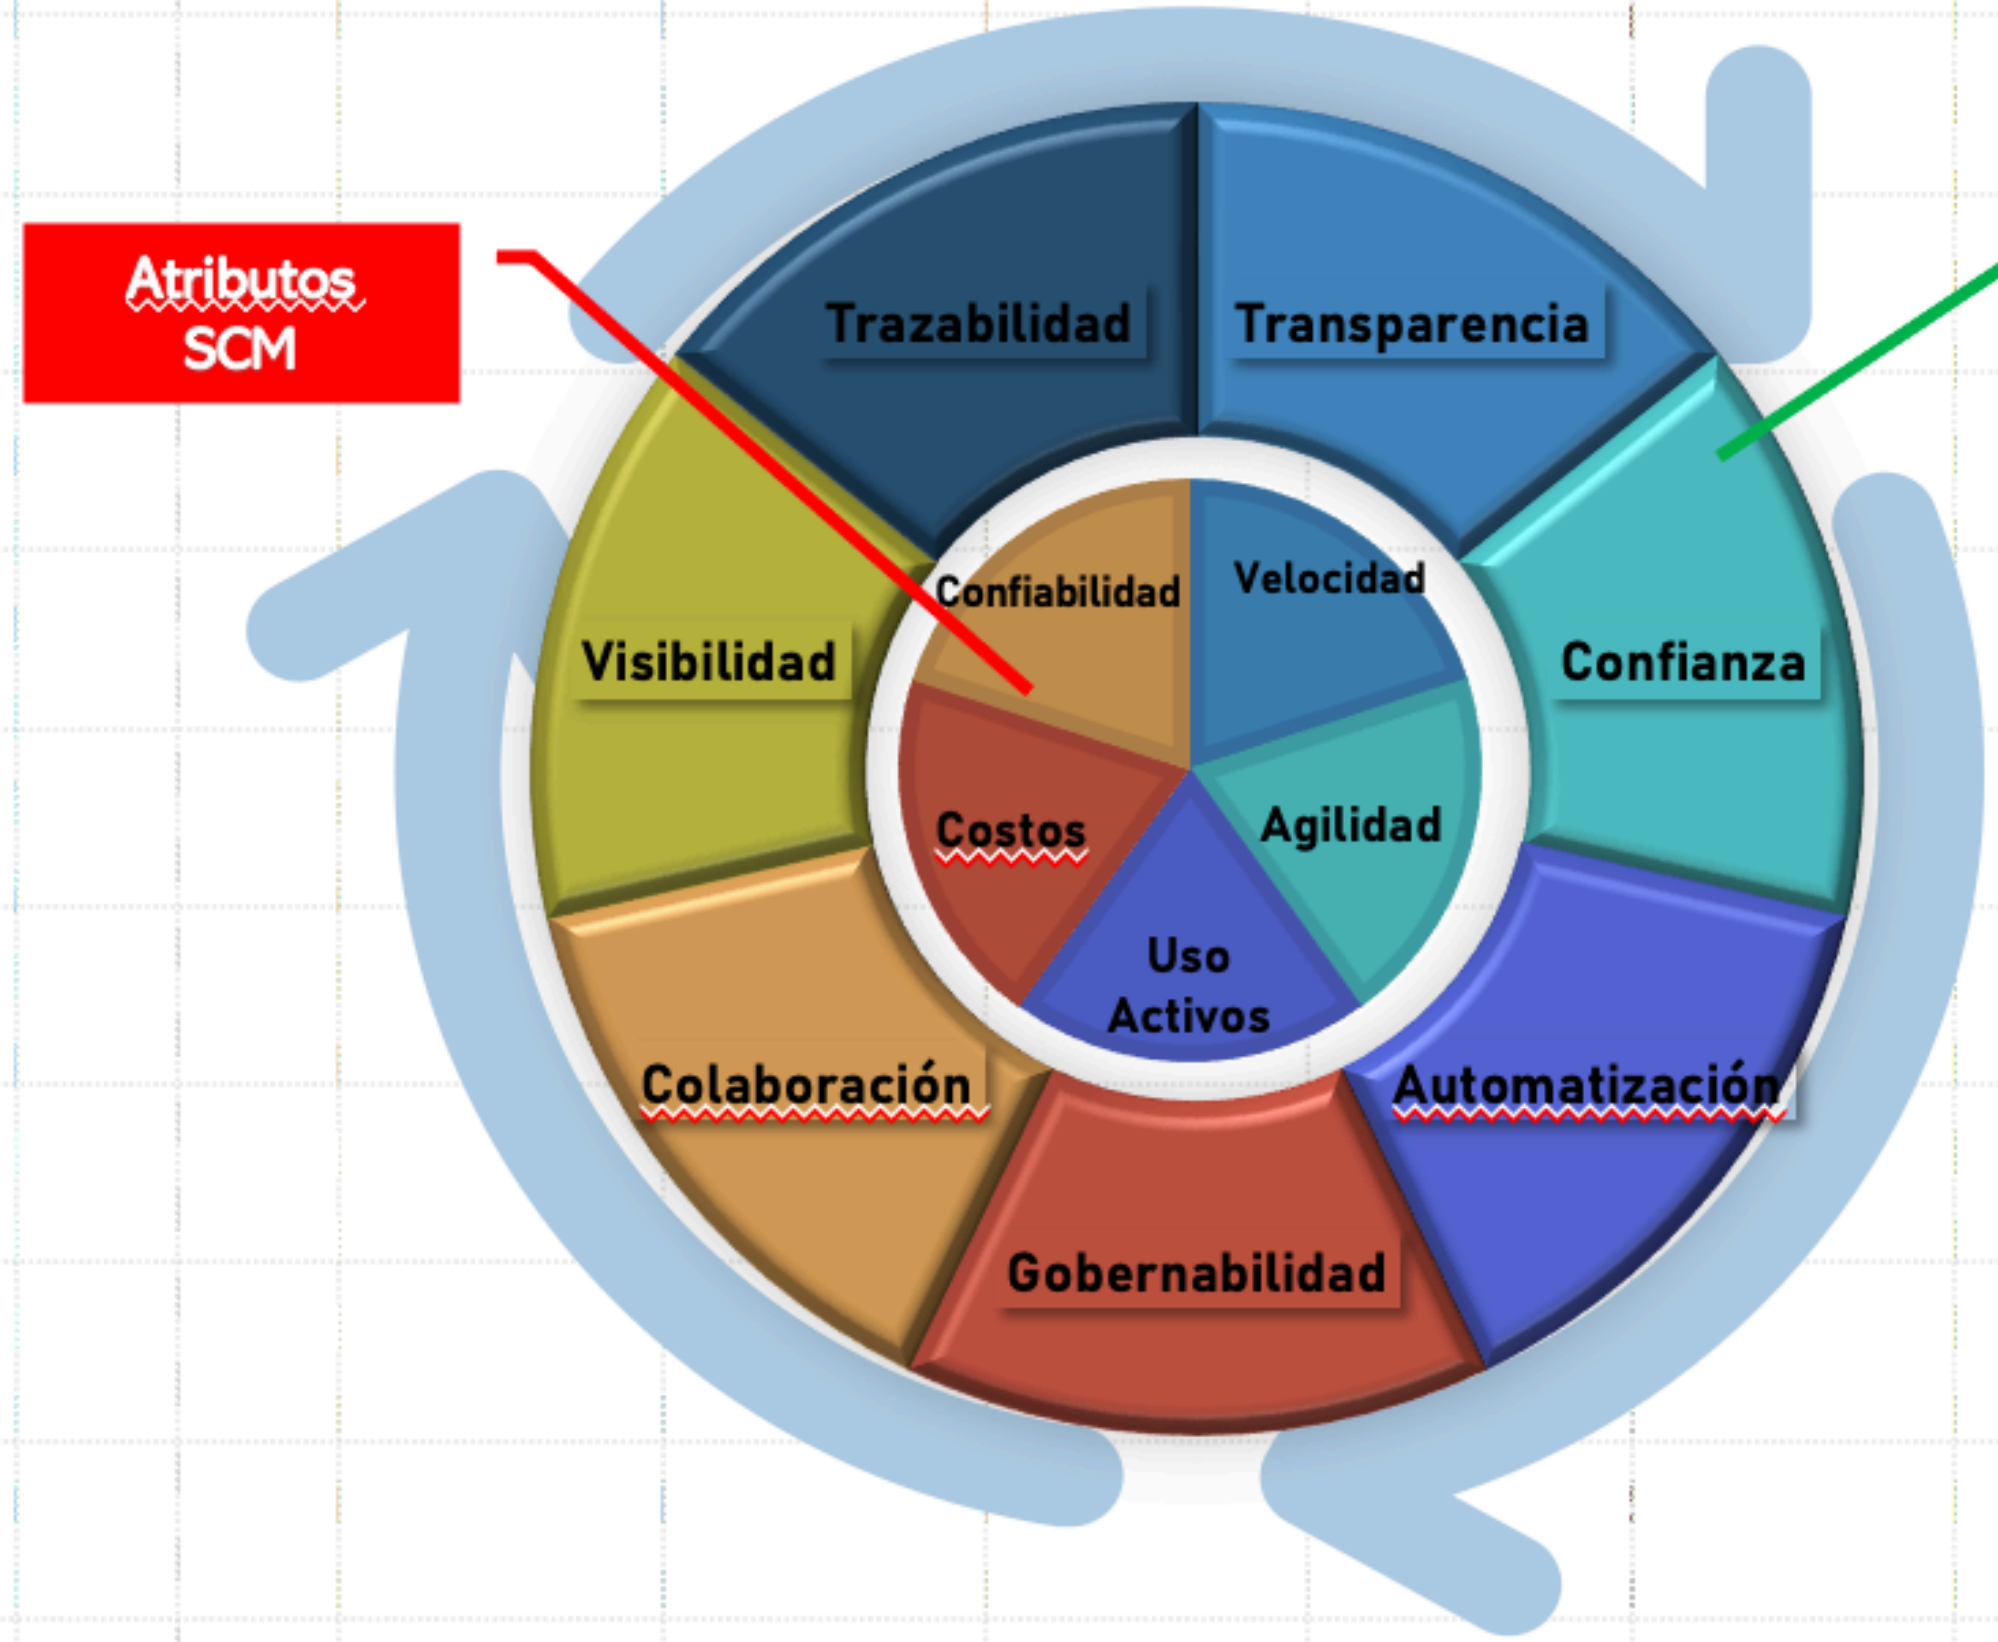 Atributos
SCM
Trazabilidad
Transparencia
Confiabilidad
Velocidad
Visibilidad
Confianza
Costos
Agilidad
Uso
Activos
Colaboración
Automatización
Gobernabilidad